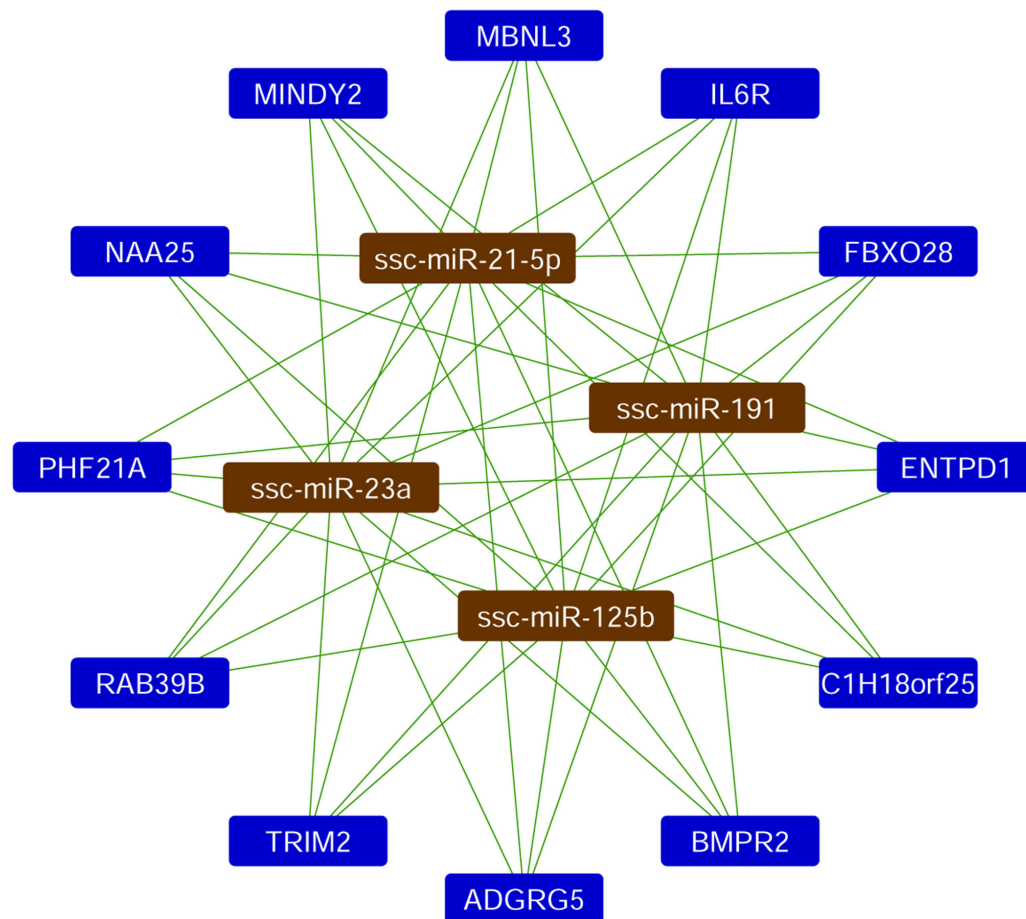 MBNL3
MINDY2
IL6R
NAA25
ssc-miR-21-5p
FBXO28
ssc-miR-191
PHF21A
ssc-miR-23a
ENTPD1
ssc-miR-125b
RAB39B
C1H18orf25
TRIM2
BMPR2
ADGRG5